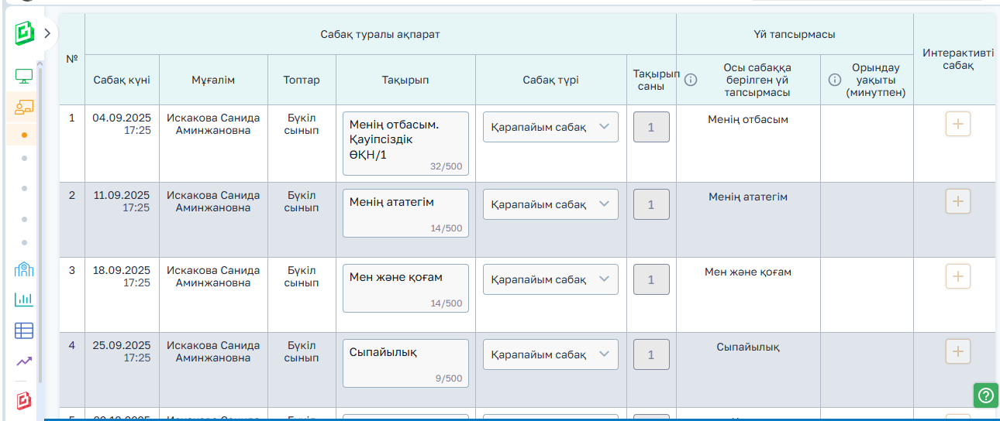 Сабақ туралы ақпарат
Үй тапсырмасы
№
Интерактивті
сабақ
Сабақ күні
Мұғалім
Топтар
Тақырып
Сабақ түрі
Тақырып
саны
Осы сабаққа
берілген үй
тапсырмасы
Орындау
уақыты
(минутпен)
1
04.09.2025
17:25
Искакова Санида
Аминжановна
Бүкіл
сынып
Менің отбасым.
Қауіпсіздік
ӨҚН/1
32/500
Қарапайым сабақ
1
Менің отбасым
2
11.09.2025
17:25
Искакова Санида
Аминжановна
Бүкіл
сынып
Менің ататегім
14/500
Қарапайым сабақ
1
Менің ататегім
3
18.09.2025
17:25
Искакова Санида
Аминжановна
Бүкіл
сынып
Мен және қоғам
14/500
Қарапайым сабақ
1
Мен және қоғам
4
25.09.2025
17:25
Искакова Санида
Аминжановна
Бүкіл
сынып
Сыпайылық
9/500
Қарапайым сабақ
1
Сыпайылық